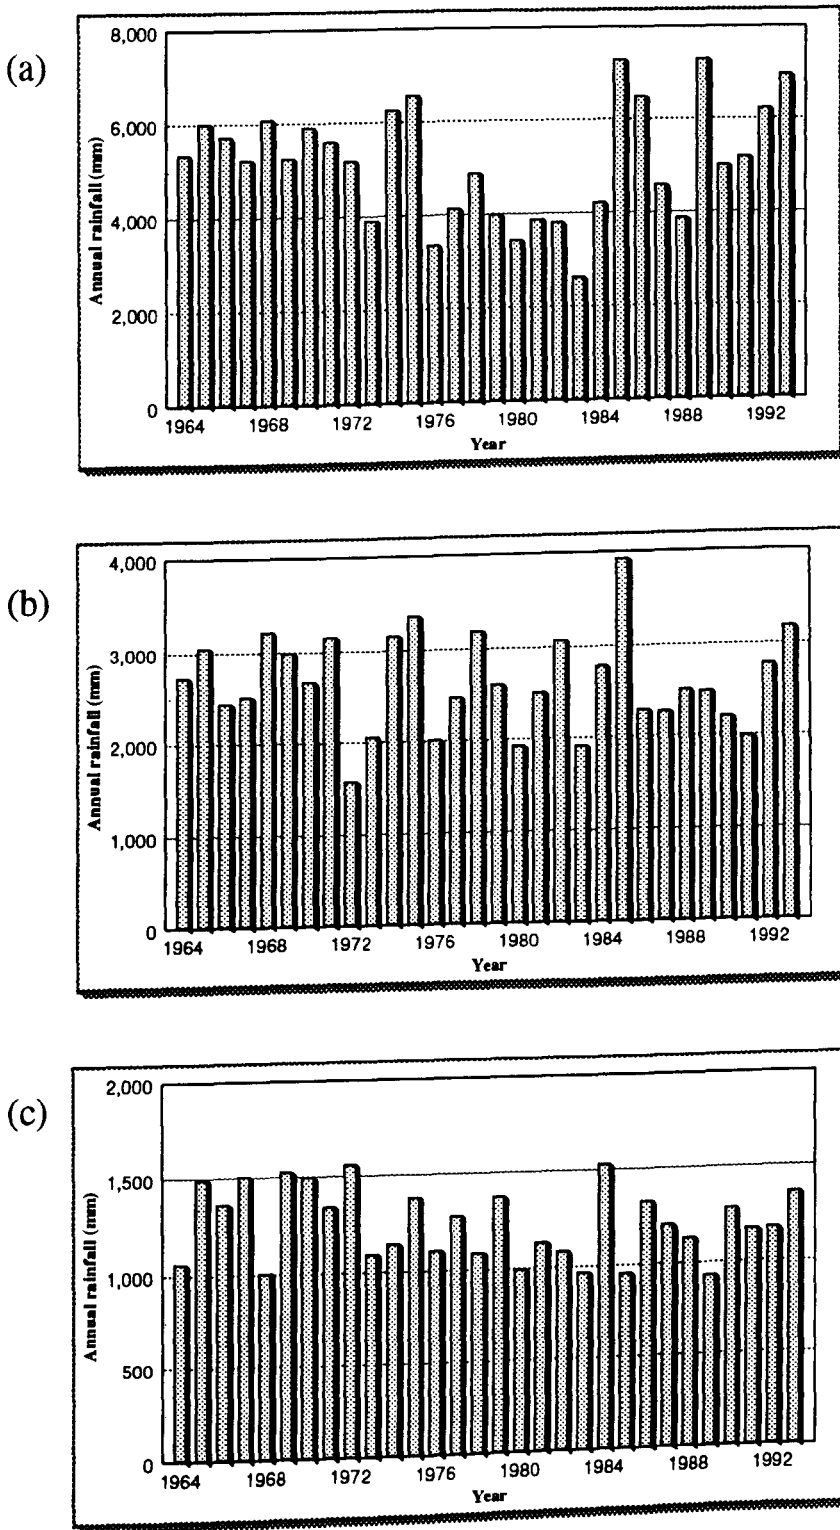 (a)
Annual rainfall (mm)
8,000
6,000
4,000
2,000
0
1964 1968 1972 1976 1980 1984 1988 1992
Year
(b)
Annual rainfall (mm)
4,000
3,000
2,000
1,000
0
1964 1968 1972 1976 1980 1984 1988 1992
Year
(c)
Annual rainfall (mm)
2,000
1,500
1,000
500
0
1964 1968 1972 1976 1980 1984 1988 1992
Year